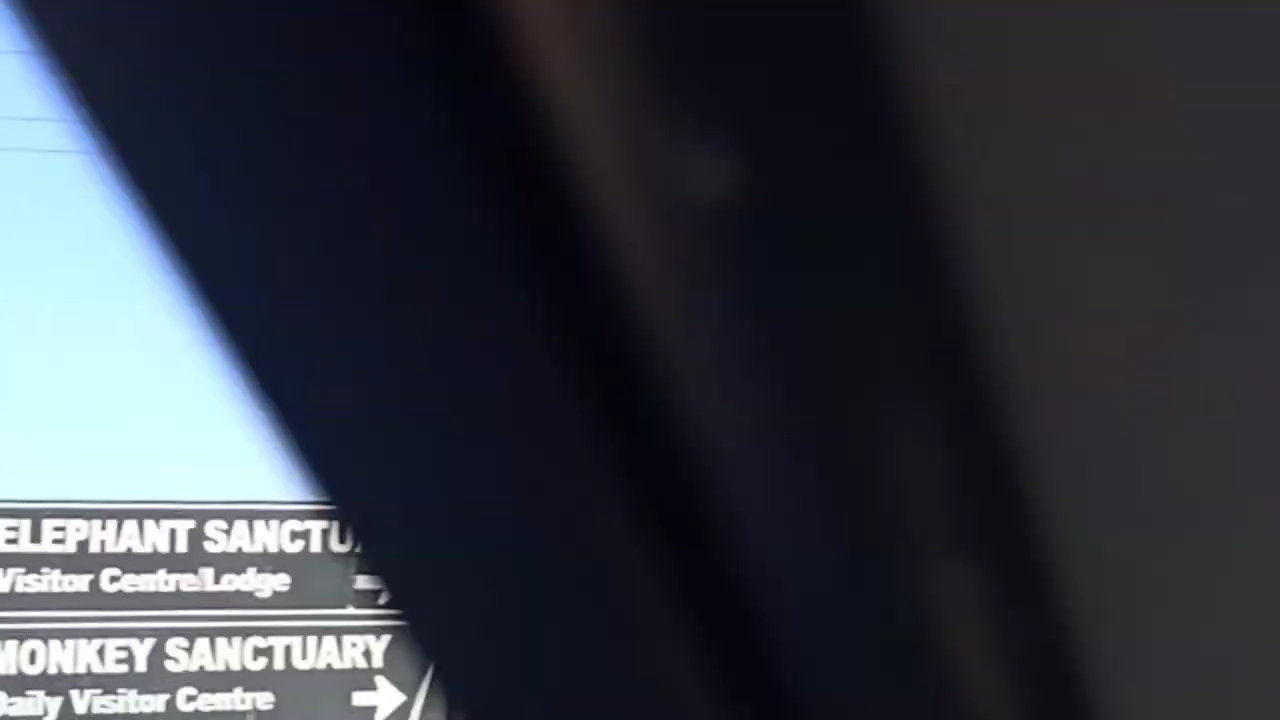 ELEPHANT SANCTU
Visitor Centre/Lodge
MONKEY SANCTUARY
Daily Visitor Centre